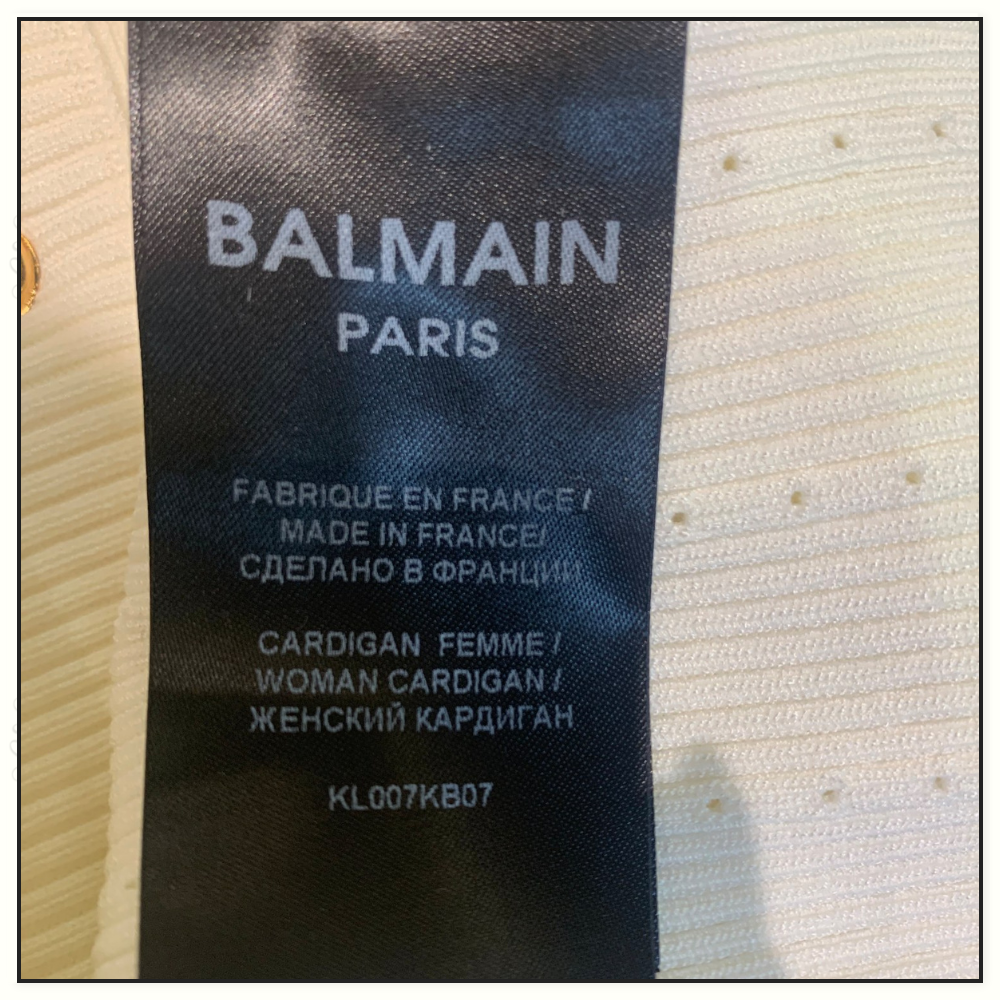 BALMAIN
PARIS
FABRIQUE EN FRANCE /
MADE IN FRANCE/
СДЕЛАНО В ФРАНЦИИ
CARDIGAN FEMME /
WOMAN CARDIGAN /
ЖЕНСКИЙ КАРДИГАН
KL007KB07